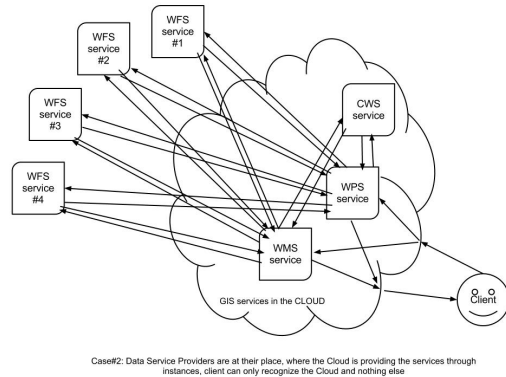 WFS
service
#1
WFS
service
#2
WFS
service
#3
WFS
service
#4
CWS
service
WPS
service
WMS
service
GIS services in the CLOUD
Client
Case#2: Data Service Providers are at their place, where the Cloud is providing the services through
instances, client can only recognize the Cloud and nothing else